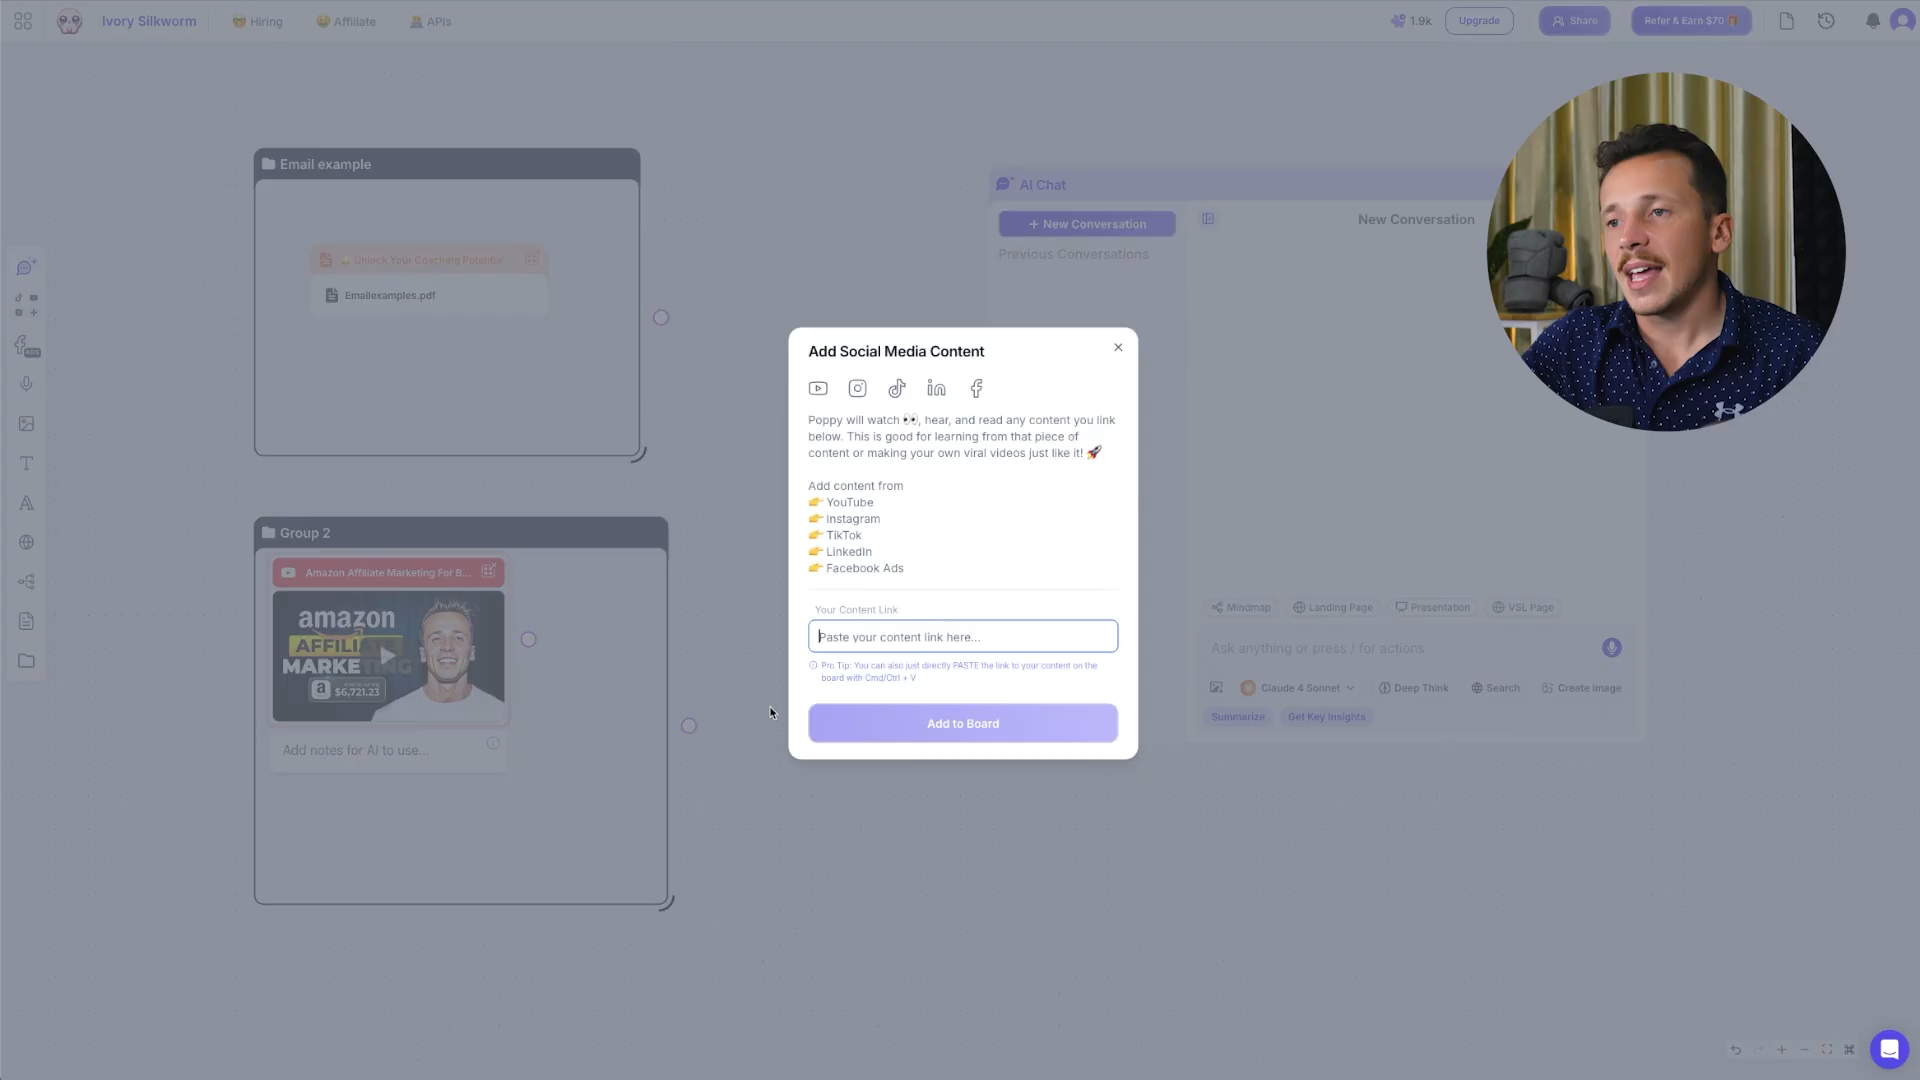 Ivory Silkworm
Hiring
Affiliate
APIs
1.9k
Upgrade
Share
Refer & Earn $70
Email example
Unlock Your Coaching Potential
Emailexamples.pdf
AI Chat
+ New Conversation
New Conversation
Previous Conversations
ADS
Group 2
Amazon Affiliate Marketing For B...
amazon
AFFILIATE
MARKETING
$6,721.23
Add notes for AI to use...
Add Social Media Content
Poppy will watch 👀, hear, and read any content you link
below. This is good for learning from that piece of
content or making your own viral videos just like it! 🚀
Add content from
👉 YouTube
👉 Instagram
👉 TikTok
👉 LinkedIn
👉 Facebook Ads
Your Content Link
Paste your content link here...
Pro Tip: You can also just directly PASTE the link to your content on the
board with Cmd/Ctrl + V
Add to Board
Mindmap
Landing Page
Presentation
VSL Page
Ask anything or press / for actions
Claude 4 Sonnet
Deep Think
Search
Create Image
Summarize
Get Key Insights